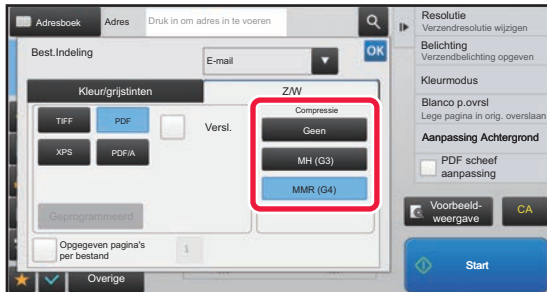 Adresboek
Adres
Druk in om adres in te voeren
Best.Indeling
E-mail
OK
Kleur/grijstinten
Z/W
TIFF
PDF
Versl.
XPS
PDF/A
Geprogrammeerd
Compressie
Geen
MH (G3)
MMR (G4)
Opgegeven pagina's
per bestand
1
Overige
Resolutie
Verzendresolutie wijzigen
Belichting
Verzendbelichting opgeven
Kleurmodus
Blanco p.ovrsl
Lege pagina in orig. overslaan
Aanpassing Achtergrond
PDF scheef
aanpassing
Voorbeeld-
weergave
CA
Start